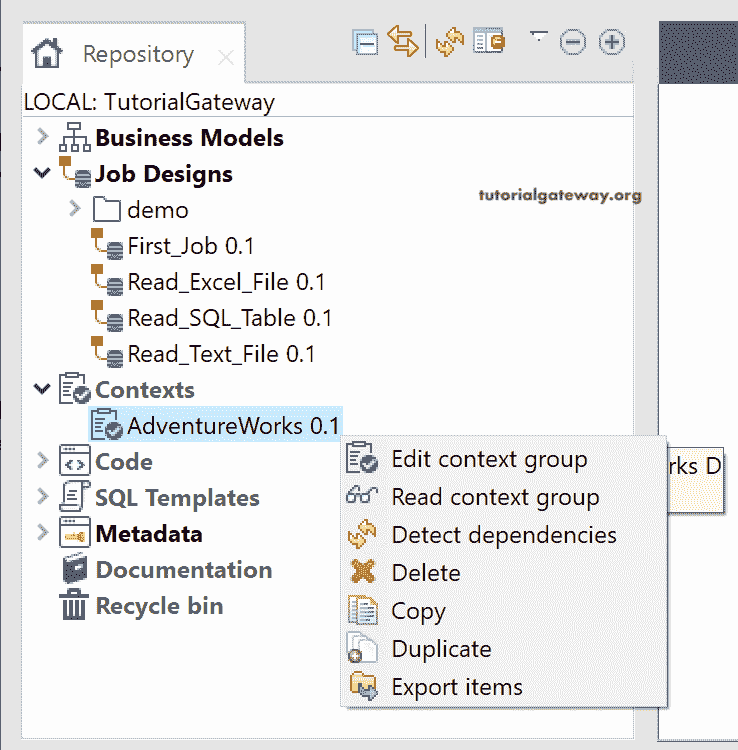 Repository
LOCAL: TutorialGateway
Business Models
Job Designs
tutorialgateway.org
demo
First_Job 0.1
Read_Excel_File 0.1
Read_SQL_Table 0.1
Read_Text_File 0.1
Contexts
AdventureWorks 0.1
Edit context group
Code
rks D
Read context group
SQL Templates
Detect dependencies
Metadata
Delete
Documentation
Copy
Recycle bin
Duplicate
Export items